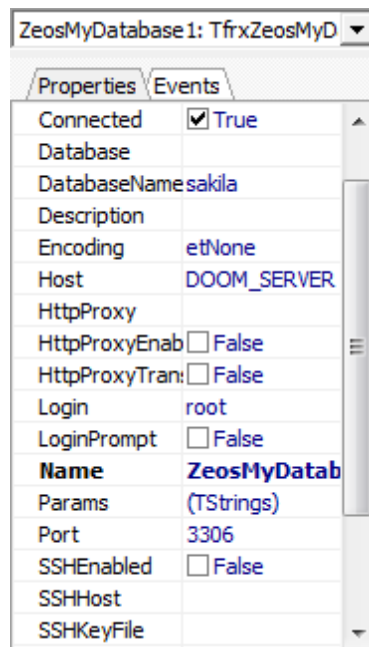 ZeosMyDatabase1: TfrxZeosMyD
Properties Events
Connected True
Database
DatabaseName sakila
Description
Encoding etNone
Host DOOM_SERVER
HttpProxy
HttpProxyEnab False
HttpProxyTran: False
Login root
LoginPrompt False
Name ZeosMyDatab
Params (TStrings)
Port 3306
SSHEnabled False
SSHHost
SSHKeyFile